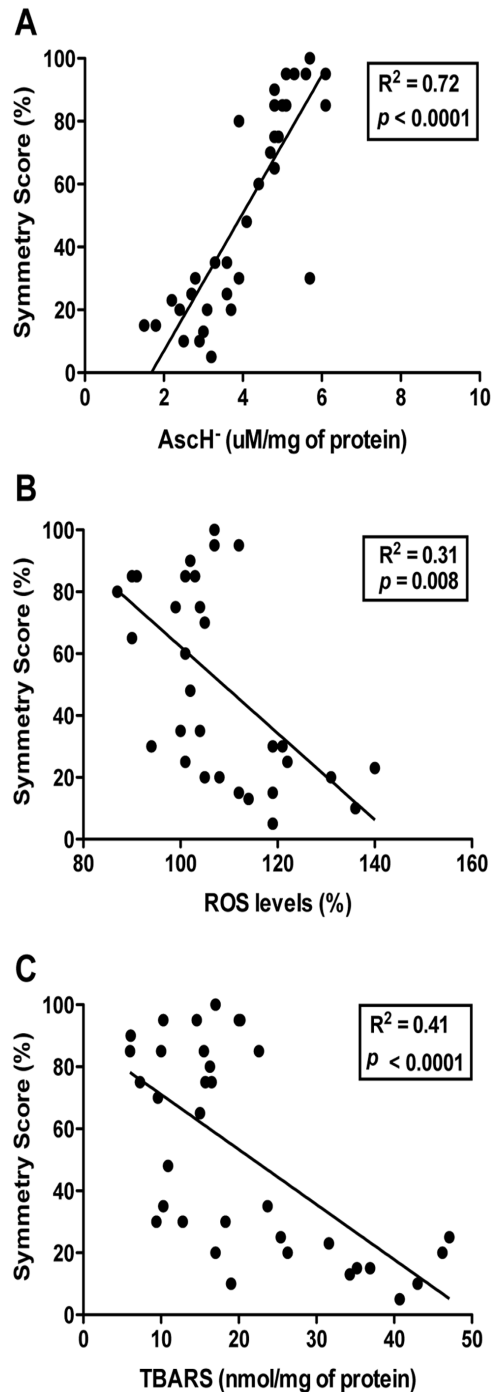 A
100
80
60
40
20
0
Symmetry Score (%)
R² = 0.72
p < 0.0001
0 2 4 6 8 10
AscH⁻ (uM/mg of protein)
B
100
80
60
40
20
0
Symmetry Score (%)
R² = 0.31
p = 0.008
80 100 120 140 160
ROS levels (%)
C
100
80
60
40
20
0
Symmetry Score (%)
R² = 0.41
p < 0.0001
0 10 20 30 40 50
TBARS (nmol/mg of protein)